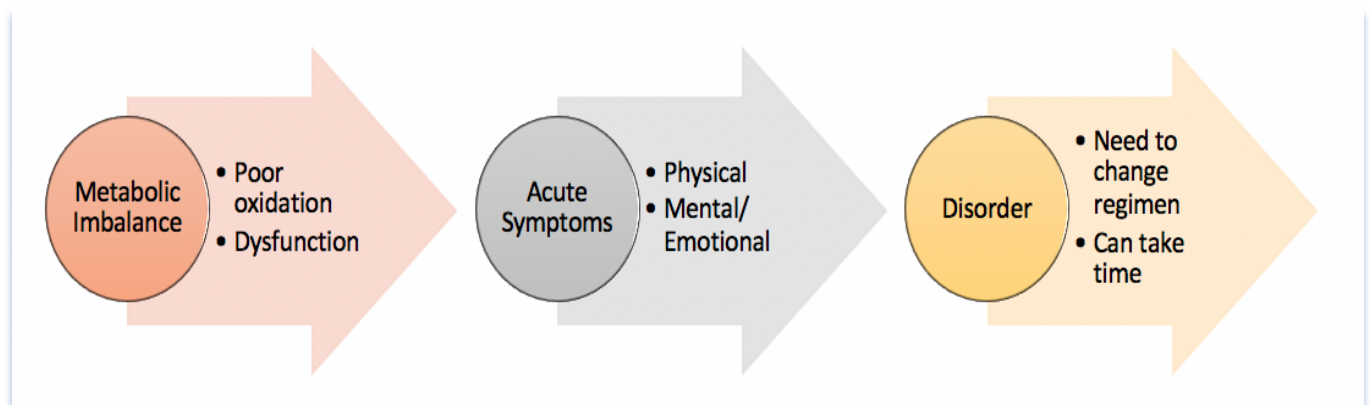 Metabolic
Imbalance
• Poor
oxidation
• Dysfunction
Acute
Symptoms
• Physical
• Mental/
Emotional
Disorder
• Need to
change
regimen
• Can take
time